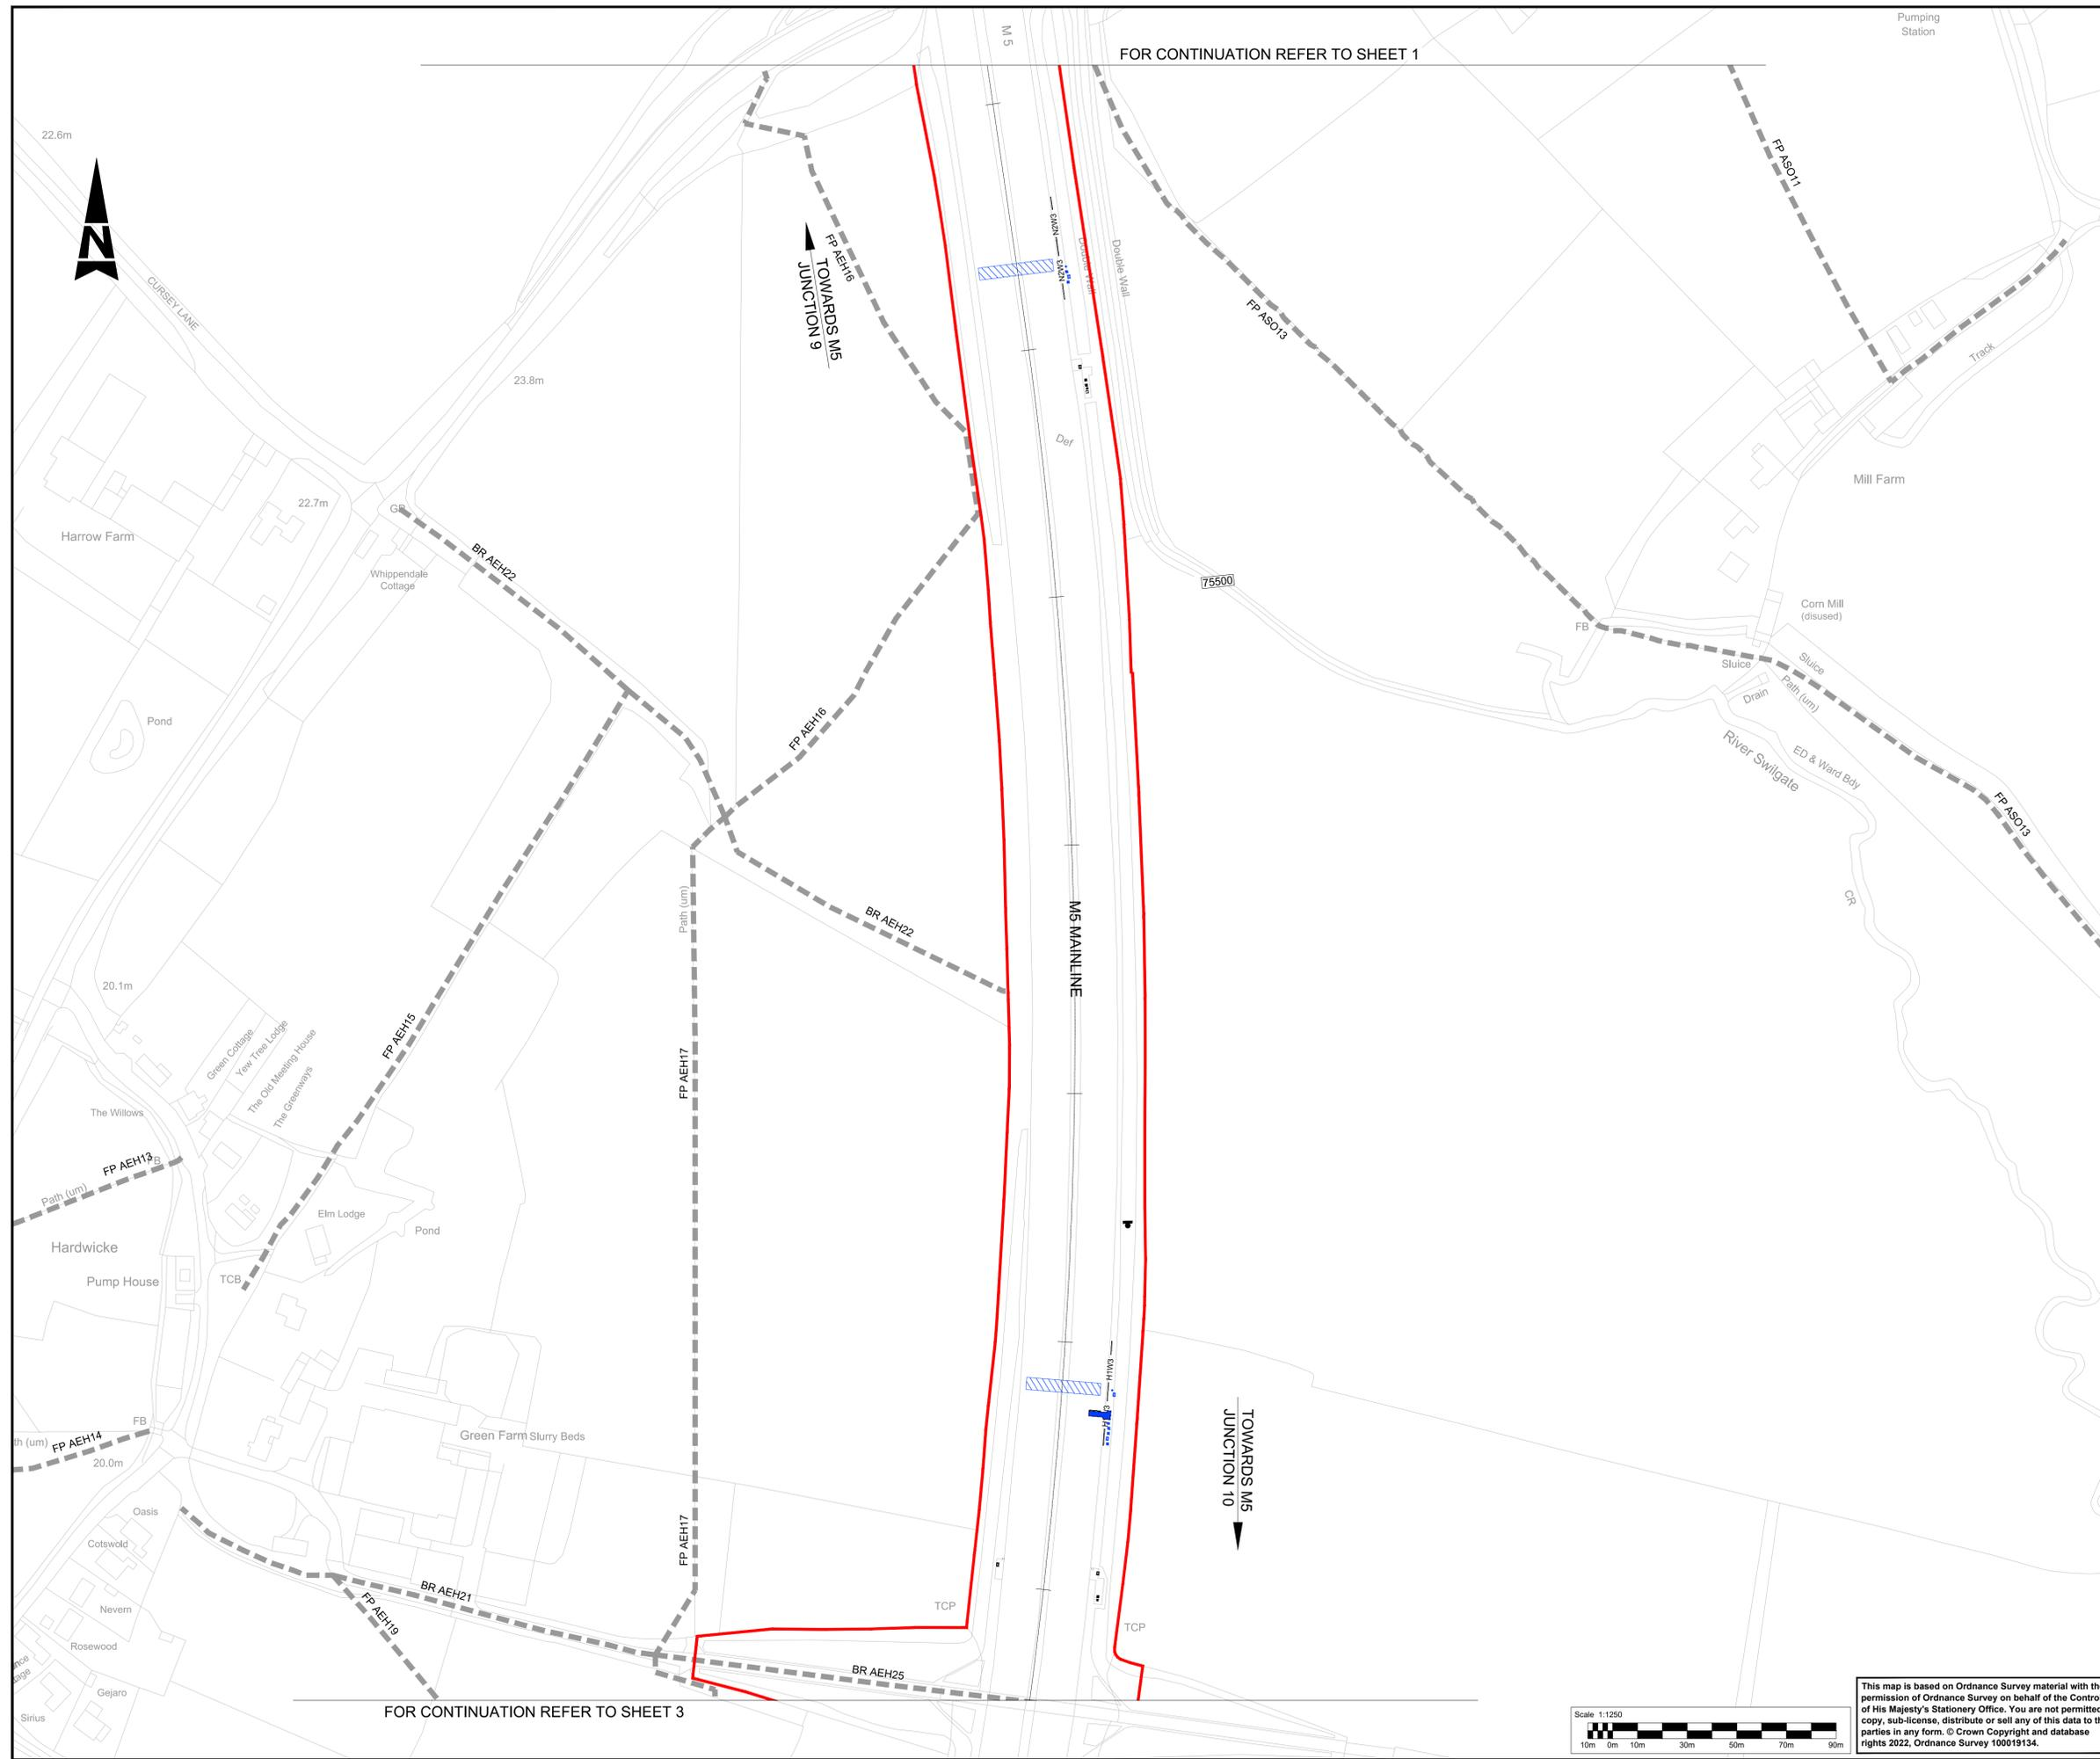 Pumping
Station
M 5
FOR CONTINUATION REFER TO SHEET 1
22.6m
FP ASO11
CURSEY LANE
FP AEH16
TOWARDS M5
JUNCTION 9
NZW3
NZW3
Double Wall
Double Wall
FP ASO13
Track
23.8m
Def
Mill Farm
22.7m
GP
Harrow Farm
BR AEH22
Whippendale
Cottage
75500
Corn Mill
(disused)
FB
Sluice
Sluice
Drain
Path (um)
Pond
FP AEH16
River Swilgate
ED & Ward Bdy
FP ASO13
Path (um)
BR AEH22
M5 MAINLINE
CR
20.1m
FP AEH15
Green Cottage
Yew Tree Lodge
The Old Meeting House
The Greenways
FP AEH17
The Willows
FP AEH13
Path (um)
Elm Lodge
Pond
Hardwicke
Pump House
TCB
FB
FP AEH14
20.0m
Green Farm
Slurry Beds
TOWARDS M5
JUNCTION 10
Oasis
Cotswold
FP AEH17
BR AEH21
FP AEH19
Nevern
TCP
TCP
Rosewood
BR AEH25
Gejaro
Sirius
FOR CONTINUATION REFER TO SHEET 3
Scale 1:1250
10m 0m 10m 30m 50m 70m 90m
This map is based on Ordnance Survey material with the
permission of Ordnance Survey on behalf of the Contro
of His Majesty's Stationery Office. You are not permitted
copy, sub-license, distribute or sell any of this data to th
parties in any form. © Crown Copyright and database
rights 2022, Ordnance Survey 100019134.